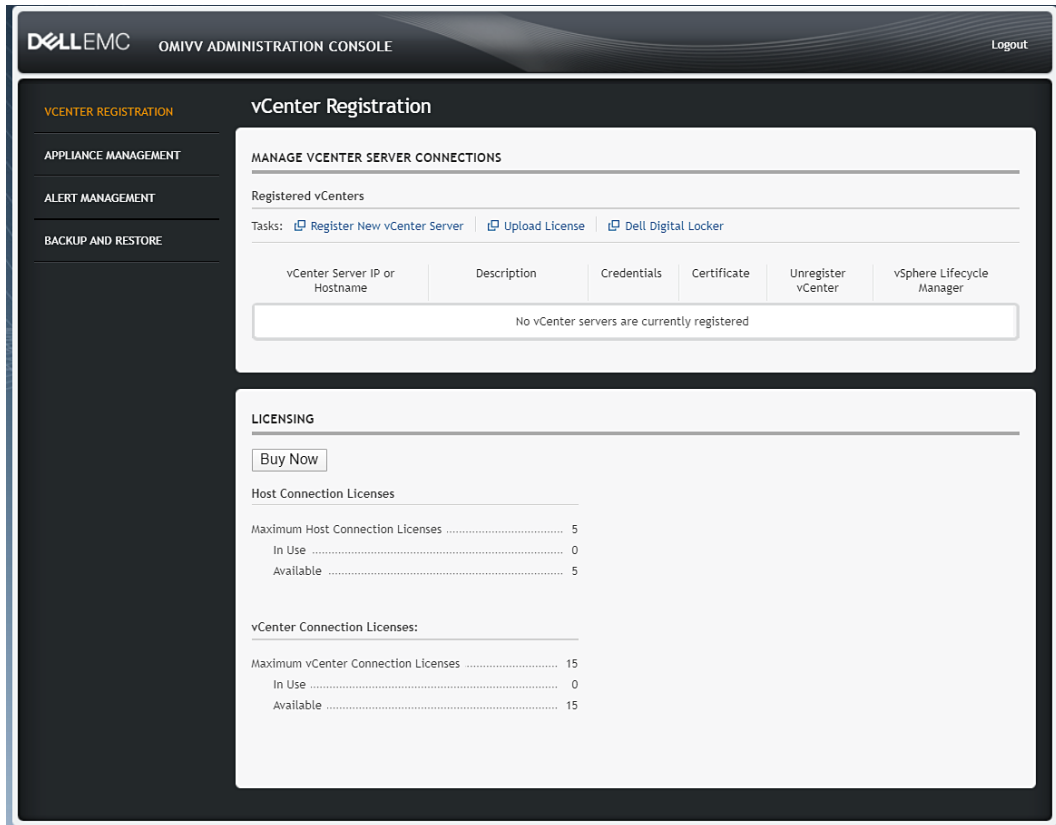 DELLEMC OMIVV ADMINISTRATION CONSOLE Logout
VCENTER REGISTRATION
APPLIANCE MANAGEMENT
ALERT MANAGEMENT
BACKUP AND RESTORE
vCenter Registration
MANAGE VCENTER SERVER CONNECTIONS
Registered vCenters
Tasks: Register New vCenter Server Upload License Dell Digital Locker
vCenter Server IP or Hostname Description Credentials Certificate Unregister vCenter vSphere Lifecycle Manager
No vCenter servers are currently registered
LICENSING
Buy Now
Host Connection Licenses
Maximum Host Connection Licenses 5
In Use 0
Available 5
vCenter Connection Licenses:
Maximum vCenter Connection Licenses 15
In Use 0
Available 15